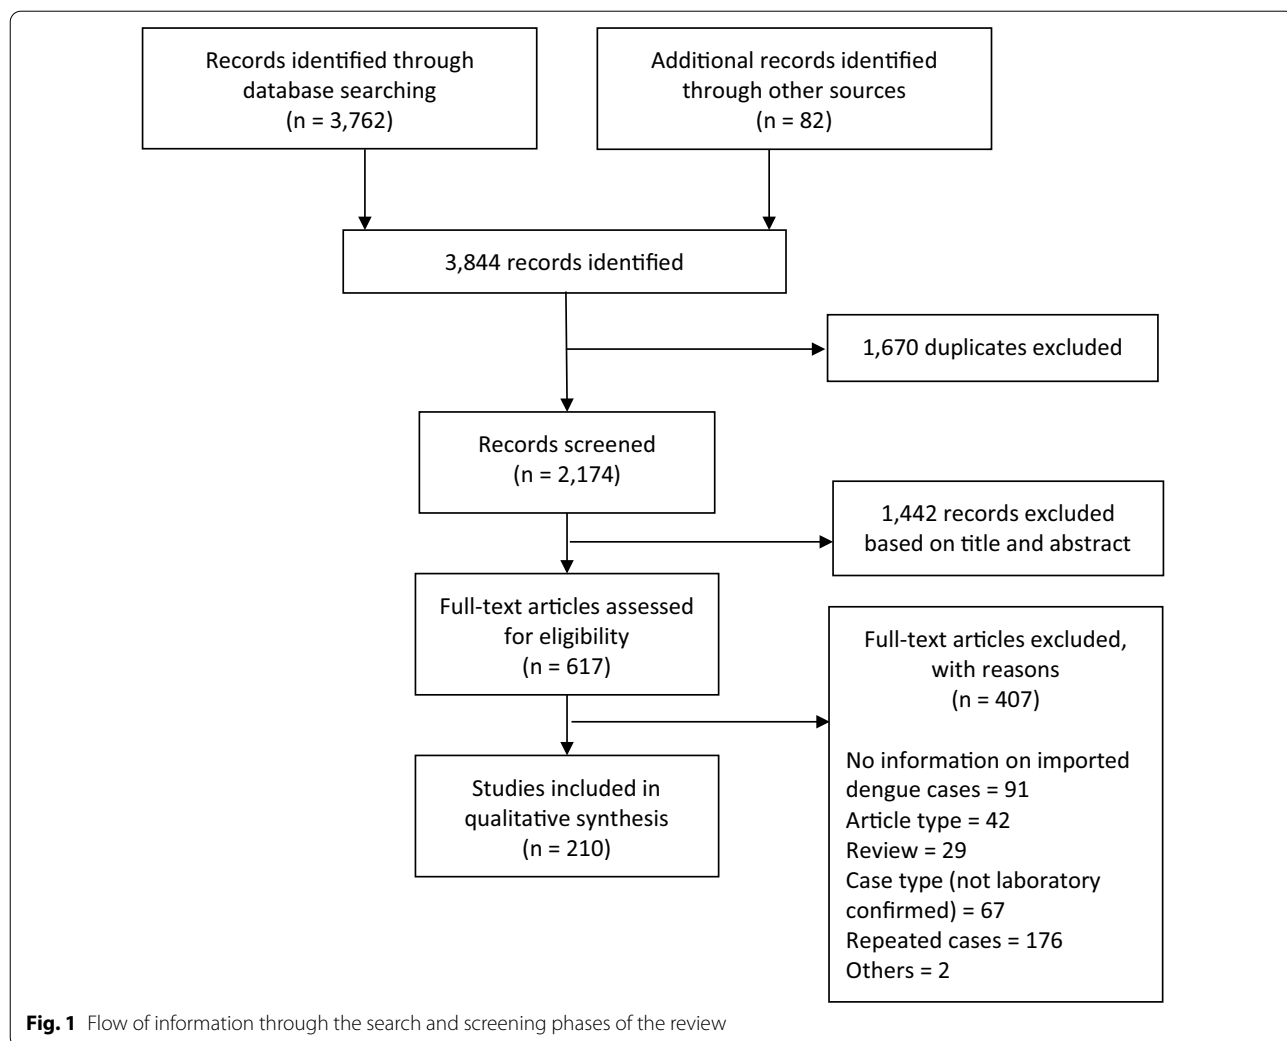 Records identified through
database searching
(n = 3,762)
Additional records identified
through other sources
(n = 82)
3,844 records identified
1,670 duplicates excluded
Records screened
(n = 2,174)
1,442 records excluded
based on title and abstract
Full-text articles assessed
for eligibility
(n = 617)
Full-text articles excluded,
with reasons
(n = 407)
No information on imported
dengue cases = 91
Article type = 42
Review = 29
Case type (not laboratory
confirmed) = 67
Repeated cases = 176
Others = 2
Studies included in
qualitative synthesis
(n = 210)
Fig. 1 Flow of information through the search and screening phases of the review